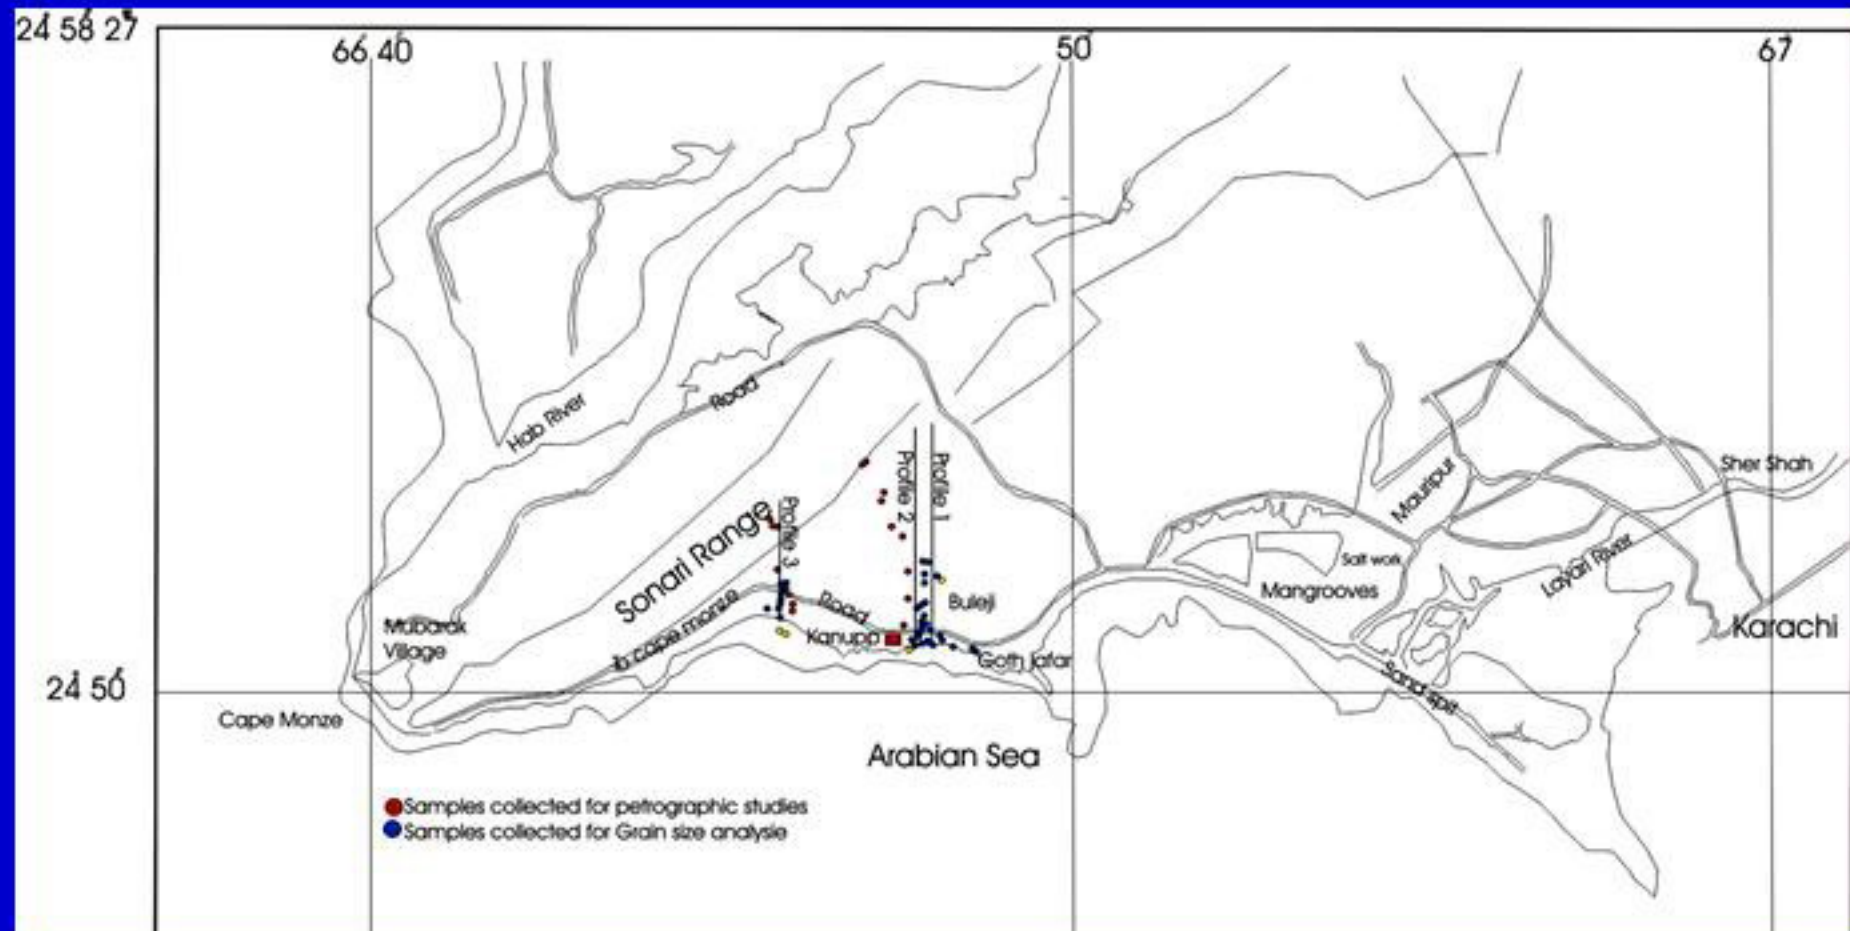 24 58 27
66 40
50
67
Hab River
Road
Profile 1
Profile 2
Profile 3
Sonari Range
Sher Shah
Mauripur
Salt work
Mangrooves
Layari River
Buleji
Road
to cape monze
Kanupp
Mubarak
Village
Karachi
Goth Jafar
24 50
Sand spit
Cape Monze
Arabian Sea
Samples collected for petrographic studies
Samples collected for Grain size analysie